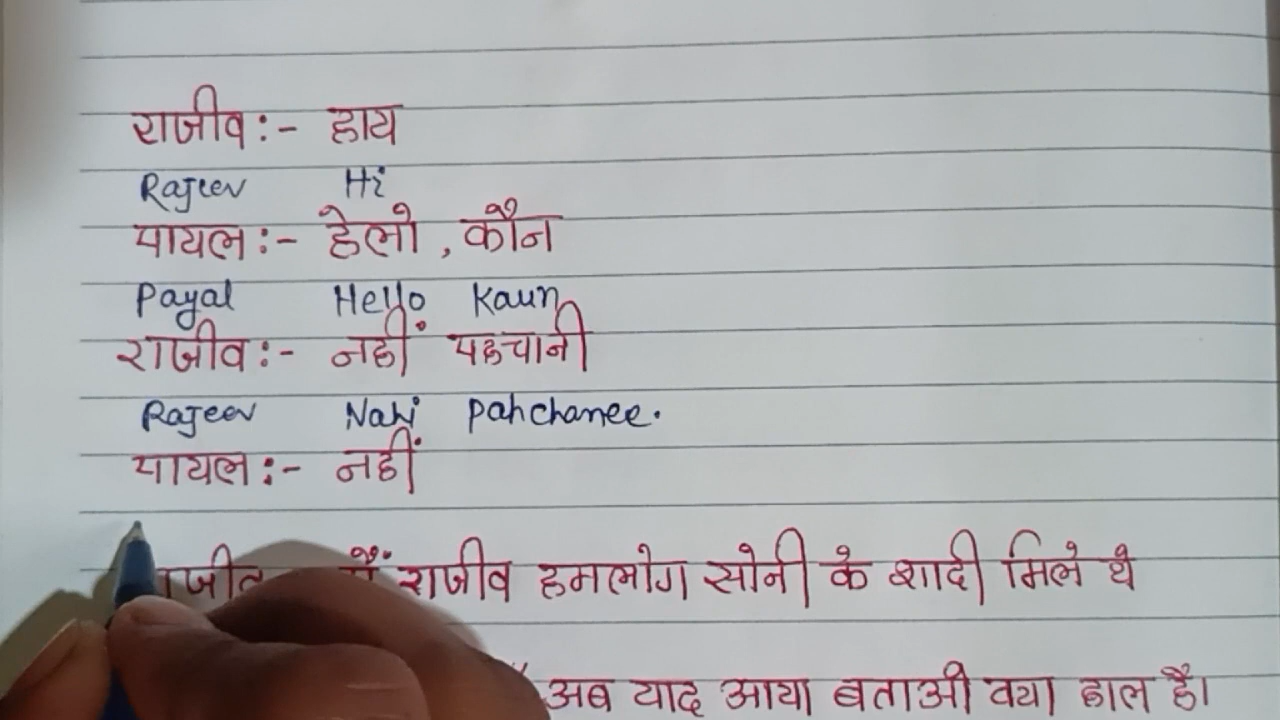 राजीव :- हाय
Rajeev Hi
पायल :- हेलो , कौन
Payal Hello Kaun
राजीव :- नहीं पहचानी
Rajeev Nahi Pahchanee.
पायल :- नहीं
मैं राजीव हमलोग सोनी के शादी मिले थे
अब याद आया बताओ क्या हाल है।